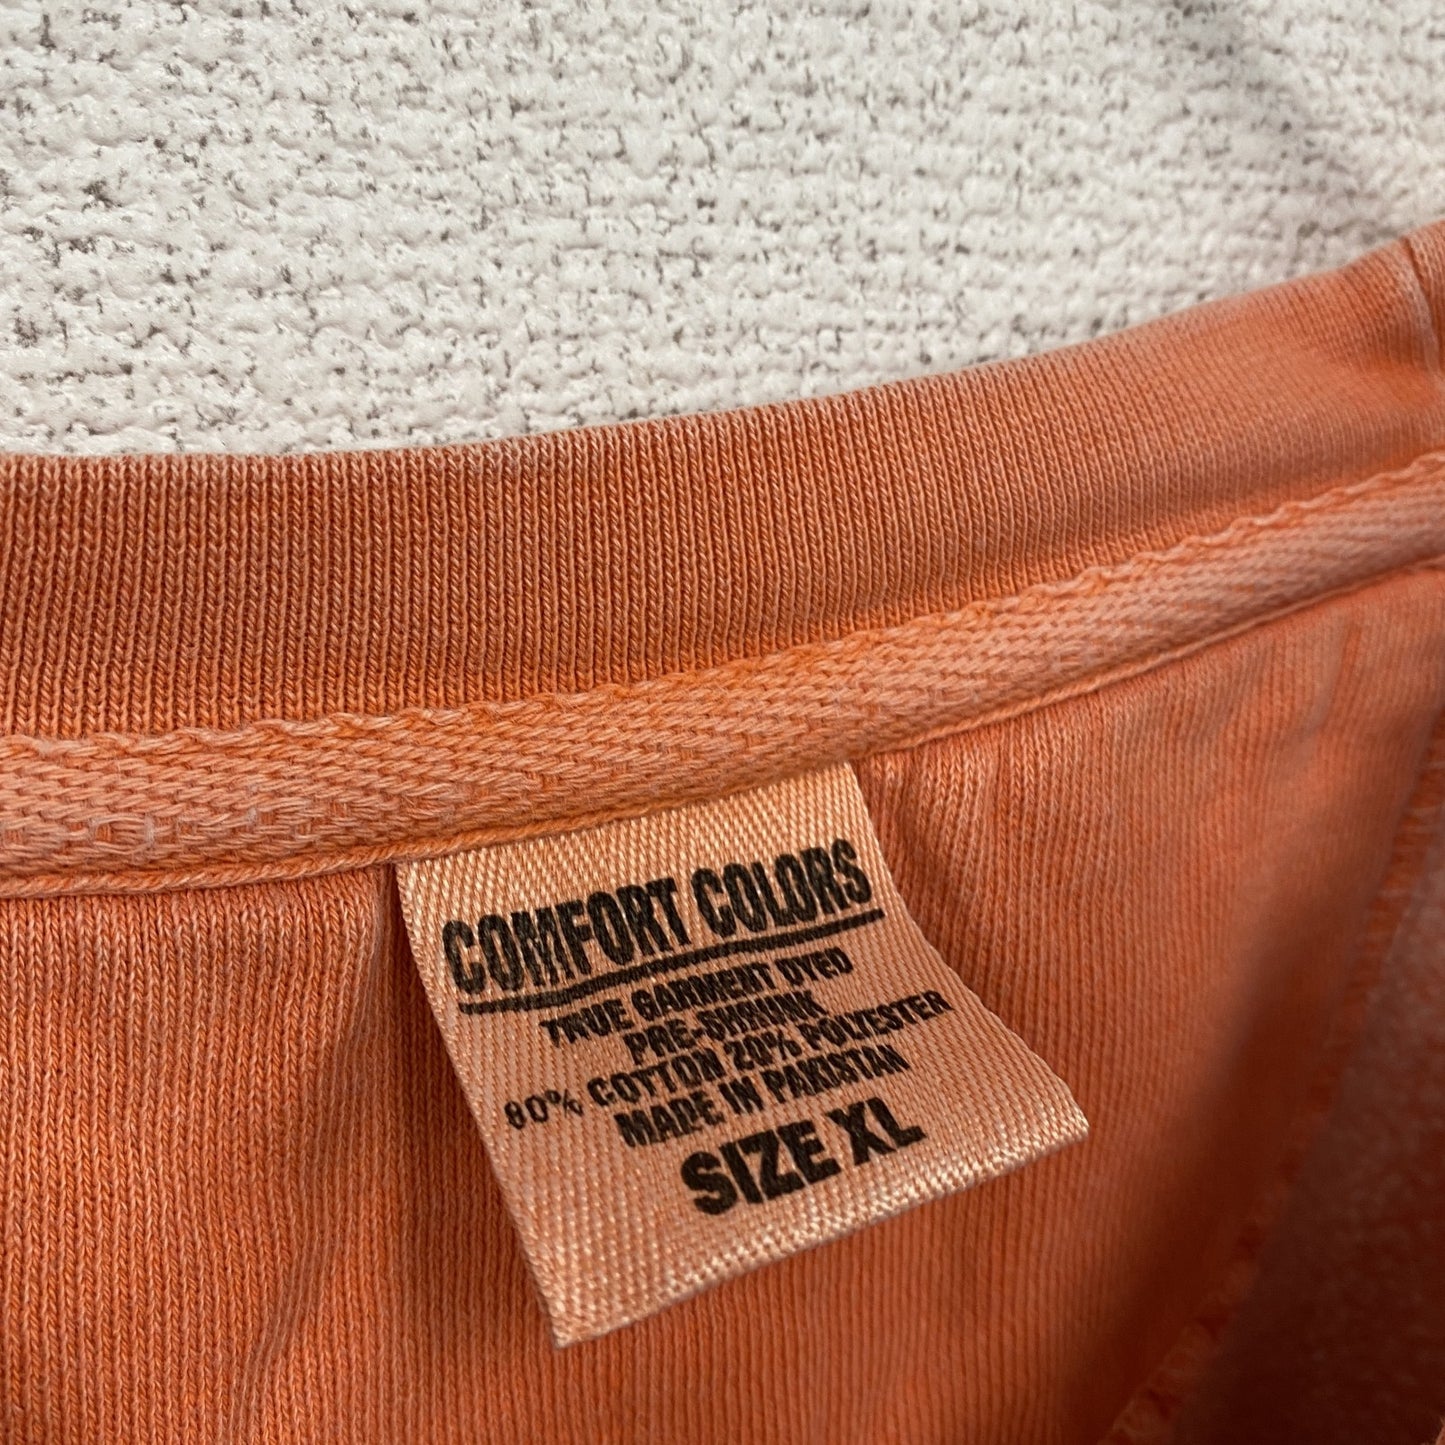 COMFORT COLORS
TRUE GARMENT DYED
PRE-SHRUNK
80% COTTON 20% POLYESTER
MADE IN PAKISTAN
SIZE XL